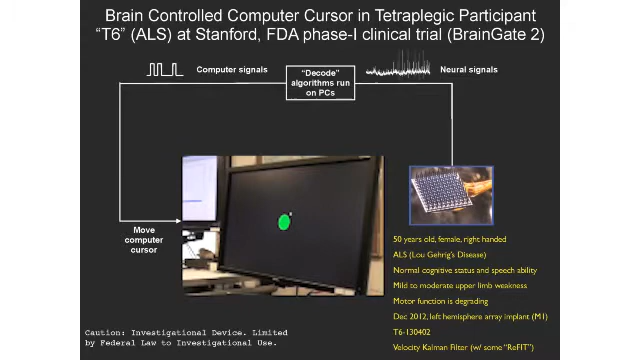 Brain Controlled Computer Cursor in Tetraplegic Participant
“T6” (ALS) at Stanford, FDA phase-I clinical trial (BrainGate 2)
Computer signals
“Decode”
algorithms run
on PCs
Neural signals
Move
computer
cursor
50 years old, female, right handed
ALS (Lou Gehrig's Disease)
Normal cognitive status and speech ability
Mild to moderate upper limb weakness
Motor function is degrading
Dec 2012, left hemisphere array implant (M1)
T6-130402
Velocity Kalman Filter (w/ some “ReFIT”)
Caution: Investigational Device. Limited
by Federal Law to Investigational Use.